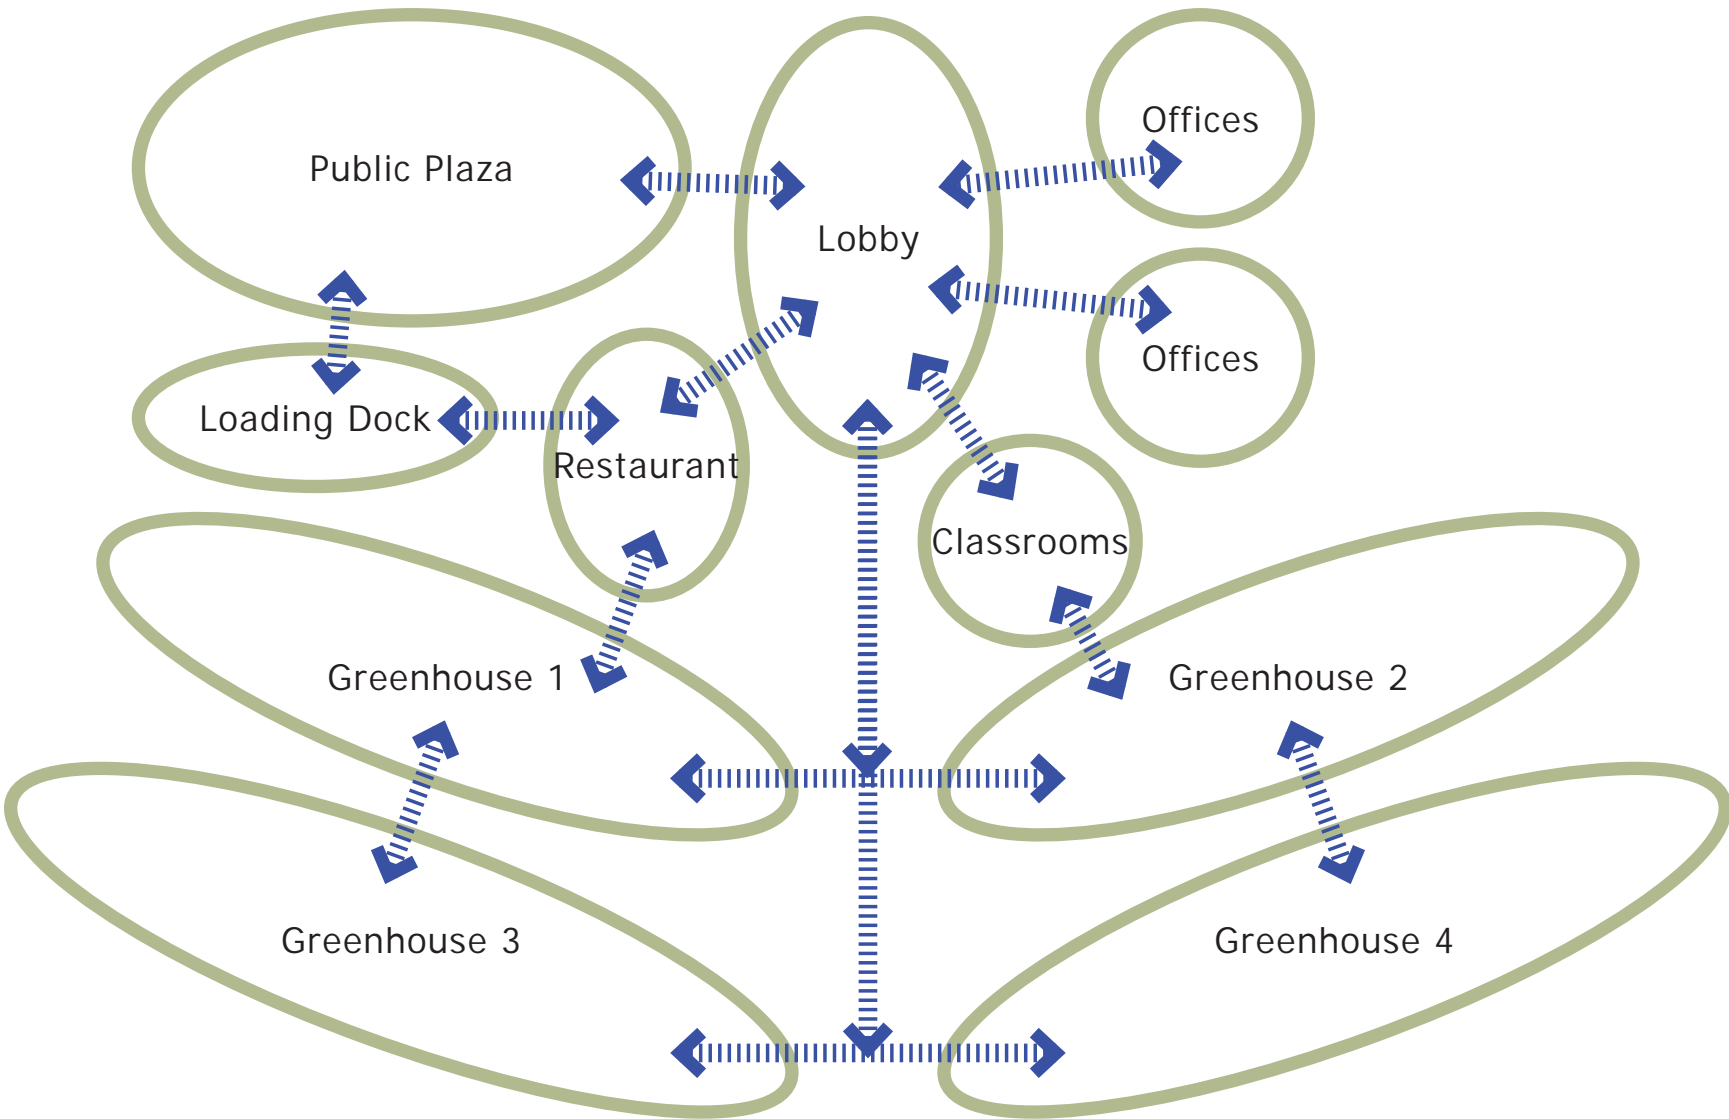 Offices
Public Plaza
Lobby
Offices
Loading Dock
Restaurant
Classrooms
Greenhouse 1
Greenhouse 2
Greenhouse 3
Greenhouse 4